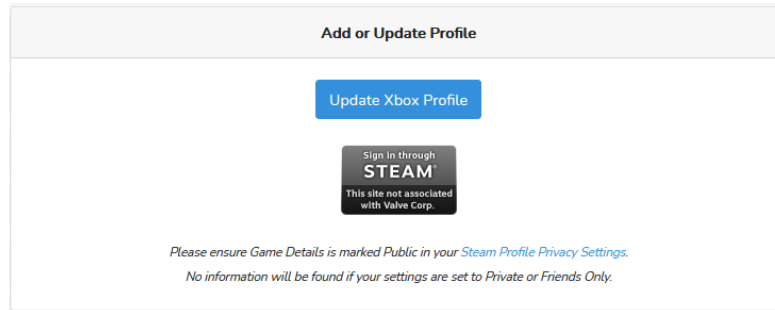 Add or Update Profile
Update Xbox Profile
Sign in through
STEAM®
This site not associated
with Valve Corp.
Please ensure Game Details is marked Public in your Steam Profile Privacy Settings.
No information will be found if your settings are set to Private or Friends Only.